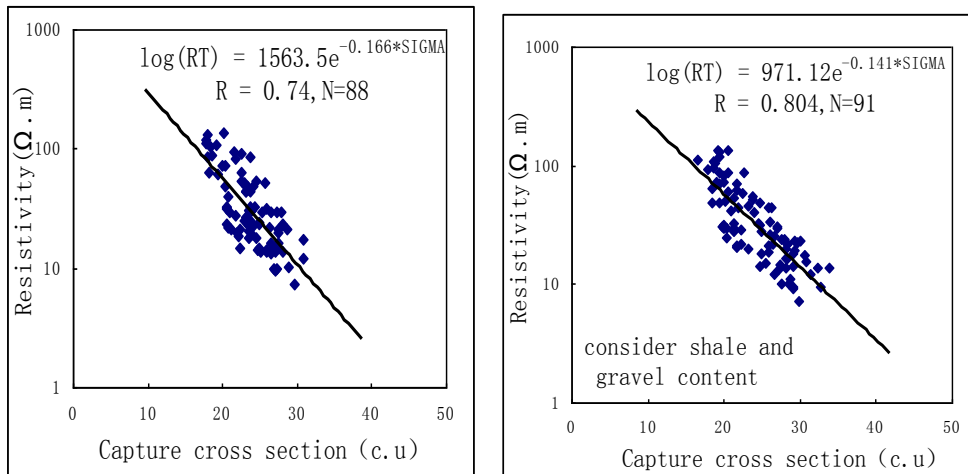 log(RT) = 1563.5e-0.166*SIGMA
R = 0.74,N=88
Resistivity(Ω.m)
1000
100
10
1
0 10 20 30 40 50
Capture cross section (c.u)
log(RT) = 971.12e-0.141*SIGMA
R = 0.804,N=91
Resistivity(Ω.m)
1000
100
10
1
consider shale and
gravel content
0 10 20 30 40 50
Capture cross section (c.u)